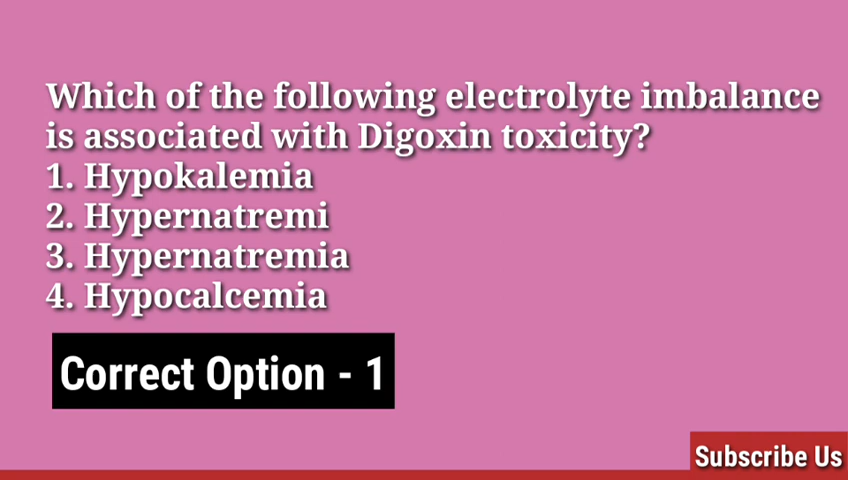 Which of the following electrolyte imbalance
is associated with Digoxin toxicity?
1. Hypokalemia
2. Hypernatremi
3. Hypernatremia
4. Hypocalcemia
Correct Option - 1
Subscribe Us